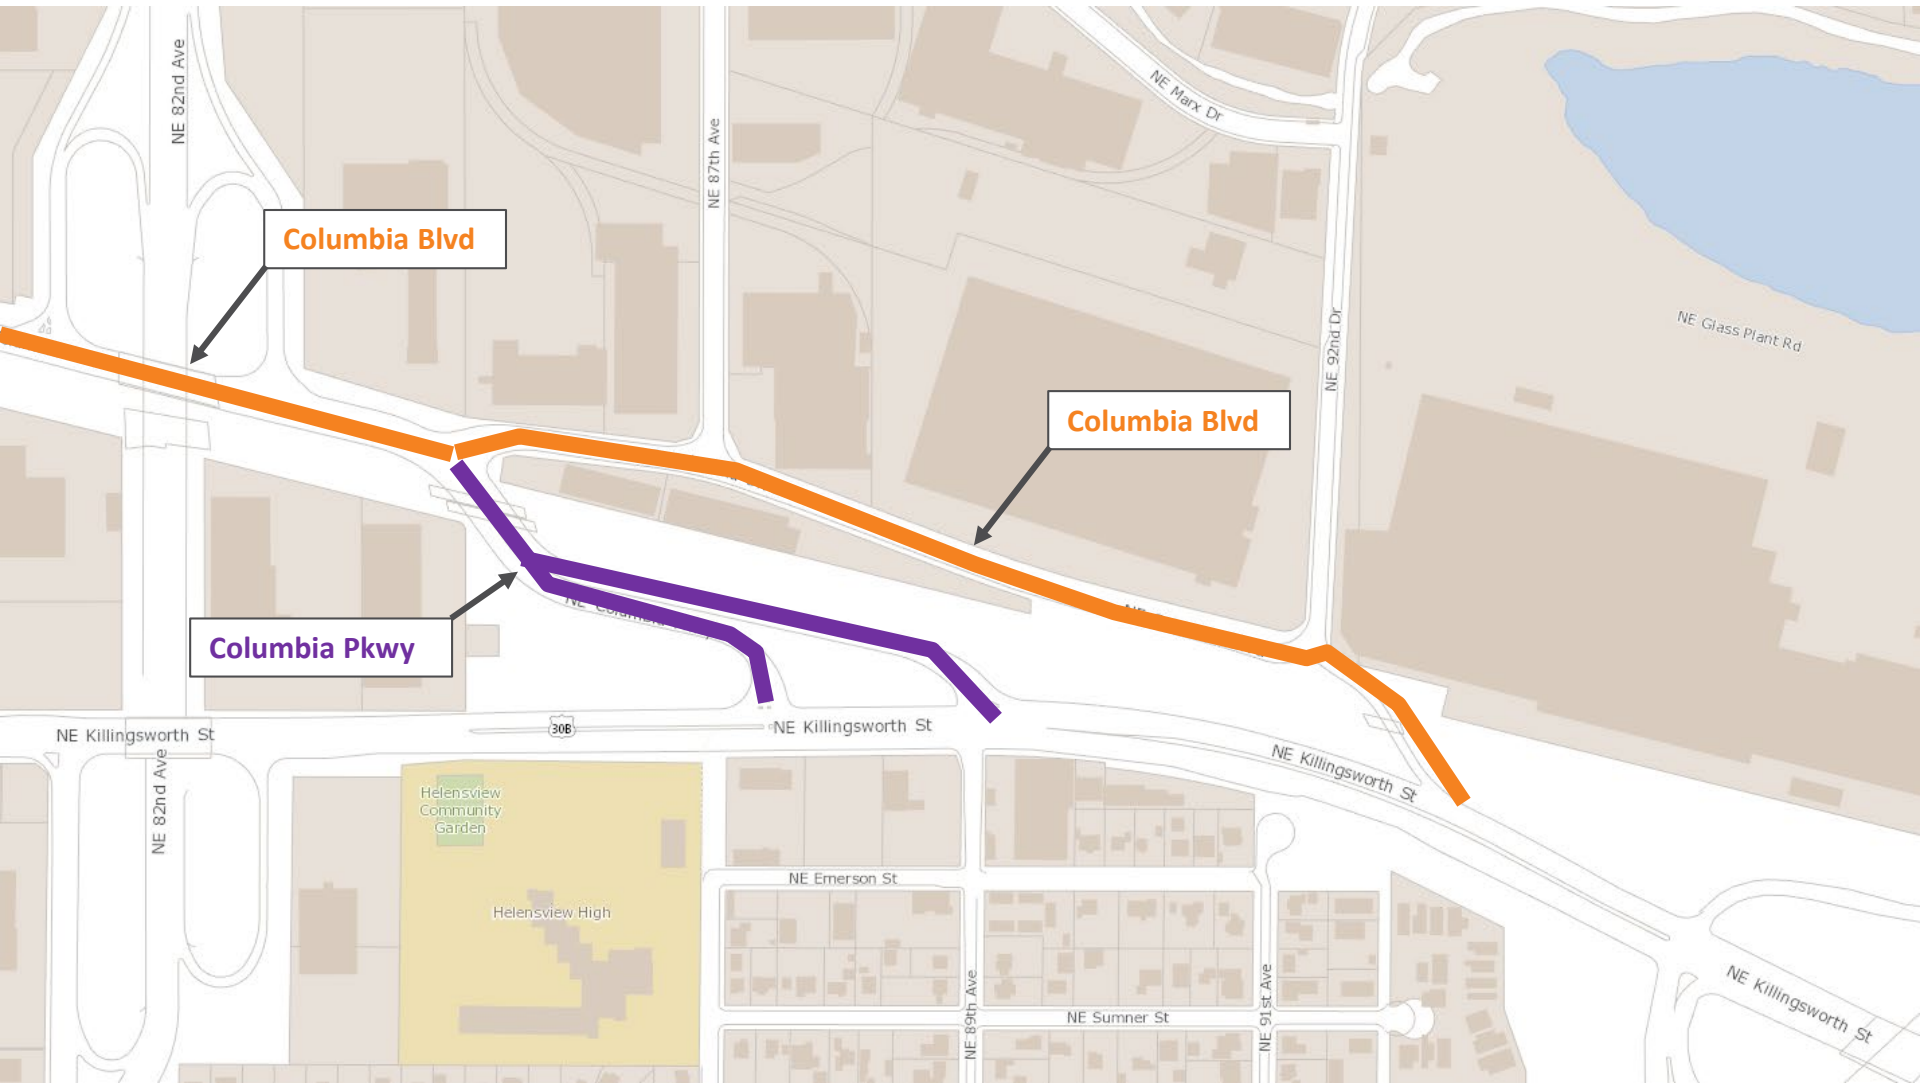 NE 82nd Ave
NE 87th Ave
NE Marx Dr
Columbia Blvd
NE Glass Plant Rd
NE 92nd Dr
Columbia Blvd
Columbia Pkwy
NE
NE
NE Killingsworth St
30B
NE Killingsworth St
NE Killingsworth St
NE 82nd Ave
Helensview
Community
Garden
NE Emerson St
Helensview High
NE 89th Ave
NE 91st Ave
NE Sumner St
NE Killingsworth St